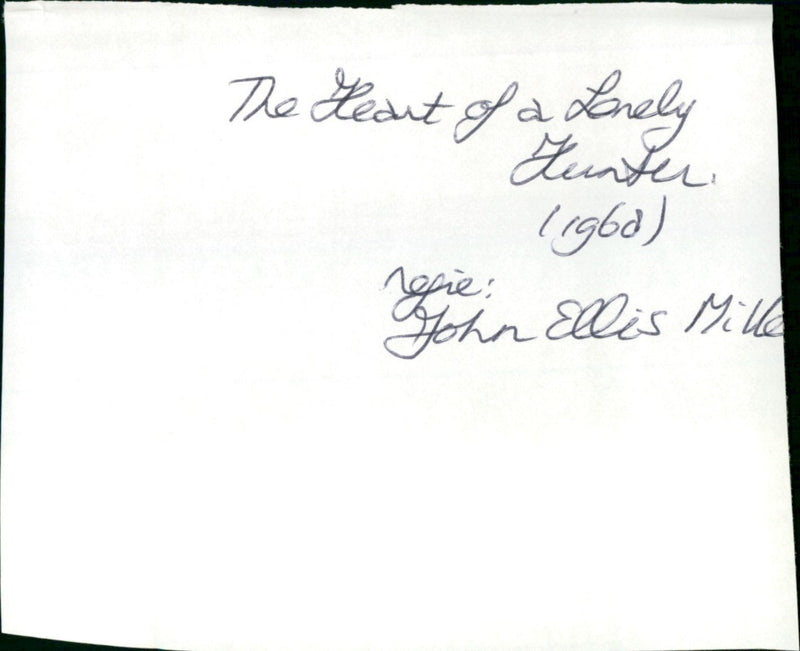 The Heart of a Lonely
Hunter.
(1968)
regie:
John Ellis Mille